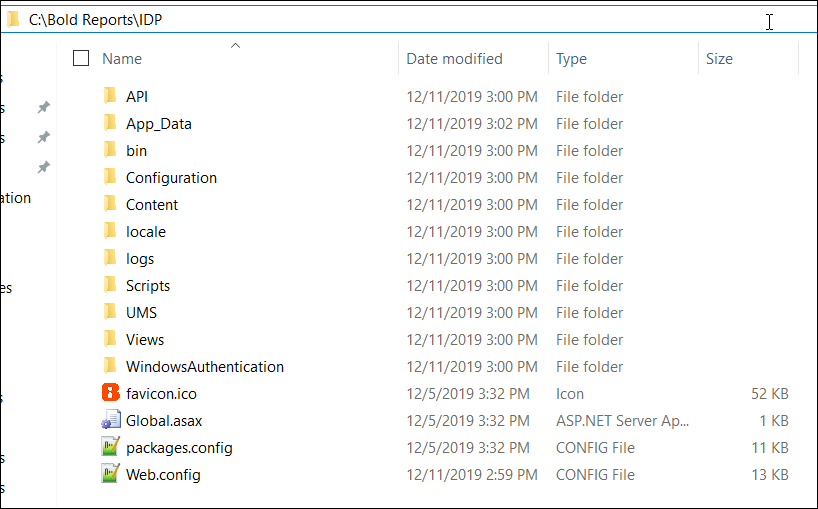 C:\Bold Reports\IDP
Name Date modified Type Size
API 12/11/2019 3:00 PM File folder
App_Data 12/11/2019 3:02 PM File folder
bin 12/11/2019 3:00 PM File folder
Configuration 12/11/2019 3:00 PM File folder
Content 12/11/2019 3:00 PM File folder
locale 12/11/2019 3:00 PM File folder
logs 12/11/2019 3:00 PM File folder
Scripts 12/11/2019 3:00 PM File folder
UMS 12/11/2019 3:00 PM File folder
Views 12/11/2019 3:00 PM File folder
WindowsAuthentication 12/11/2019 3:00 PM File folder
favicon.ico 12/5/2019 3:32 PM Icon 52 KB
Global.asax 12/5/2019 3:32 PM ASP.NET Server Ap... 1 KB
packages.config 12/5/2019 3:32 PM CONFIG File 11 KB
Web.config 12/11/2019 2:59 PM CONFIG File 13 KB